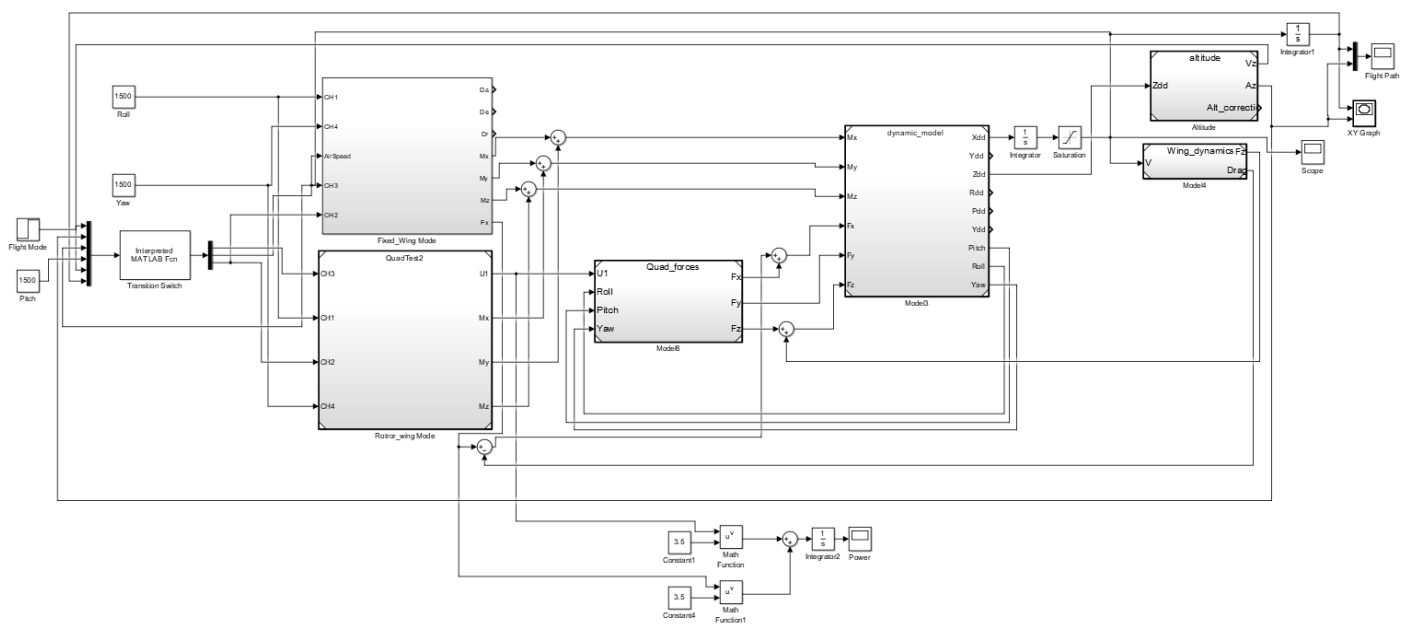 1
s
Integrator1
Flight Path
altitude
Zdd
Vz
Az
Alt_correcti
Altitude
XY Graph
1500
Roll
CH1
CH4
AirSpeed
CH3
CH2
Da
De
Dr
Mx
My
Mz
Fx
Fixed_Wing Mode
1500
Yaw
Flight Mode
1500
Pitch
Interpreted
MATLAB Fcn
Transition Switch
QuadTest2
CH3
CH1
CH2
CH4
U1
Mx
My
Mz
Rotror_wing Mode
Quad_forces
U1
Roll
Pitch
Yaw
Fx
Fy
Fz
Model6
dynamic_model
Mx
My
Mz
Fx
Fy
Fz
Xdd
Ydd
Zdd
Rdd
Pdd
Ydd
Pitch
Roll
Yaw
Model3
1
s
Integrator
Saturation
Wing_dynamics
V
Fz
Drag
Model4
Scope
3.5
Constant1
u^v
Math
Function
1
s
Integrator2
Power
3.5
Constant4
u^v
Math
Function1